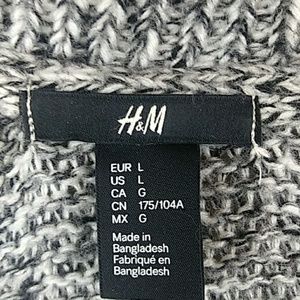 H&M
EUR L
US L
CA G
CN 175/104A
MX G
Made in
Bangladesh
Fabriqué en
Bangladesh